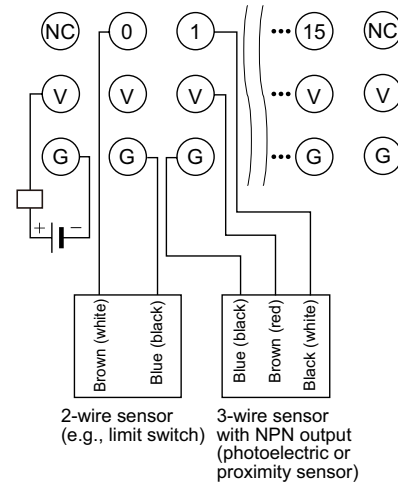 NC 0 1 ••• 15 NC
V V V ••• V V
G G G ••• G G
+ −
Brown (white)
Blue (black)
Blue (black)
Brown (red)
Black (white)
2-wire sensor
(e.g., limit switch)
3-wire sensor
with NPN output
(photoelectric or
proximity sensor)